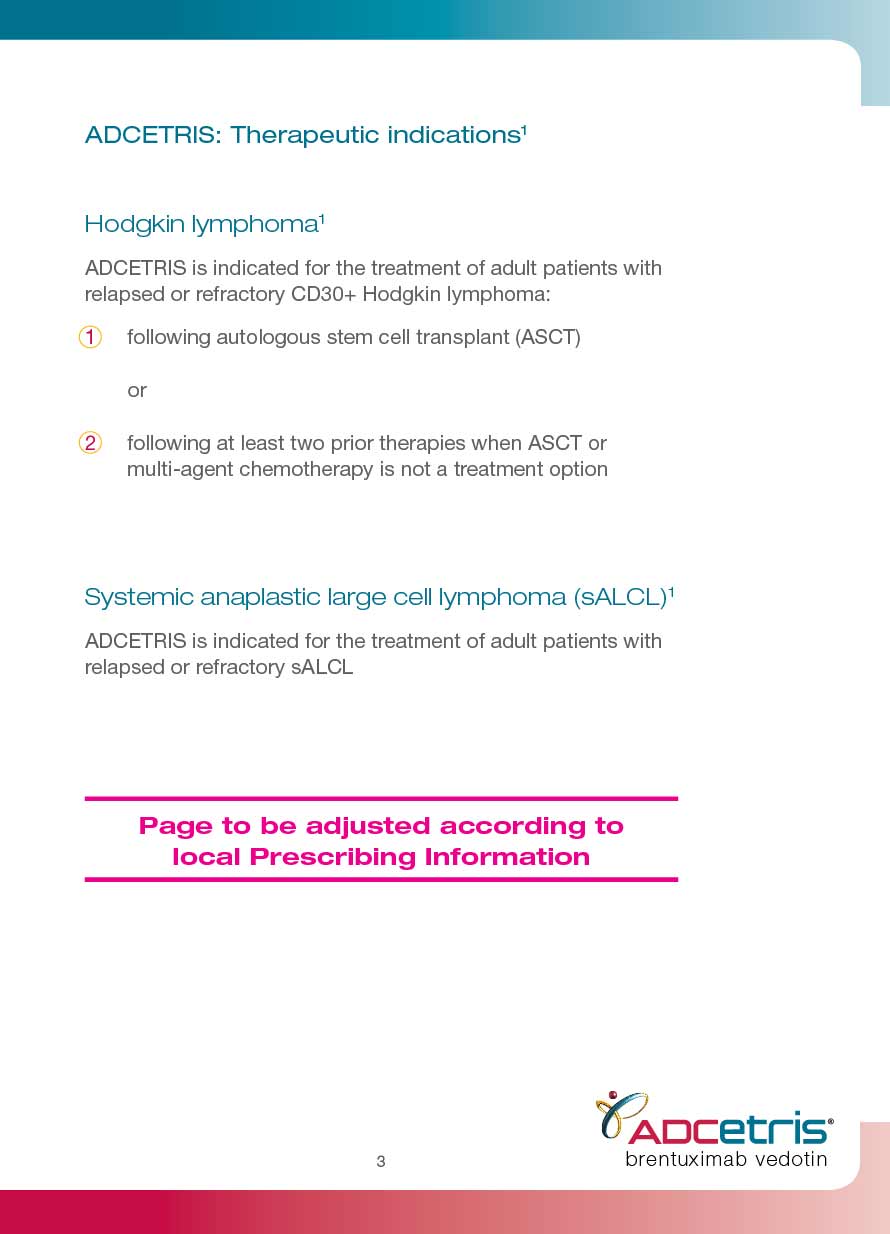 ADCETRIS: Therapeutic indications¹
Hodgkin lymphoma¹
ADCETRIS is indicated for the treatment of adult patients with
relapsed or refractory CD30+ Hodgkin lymphoma:
1 following autologous stem cell transplant (ASCT)
or
2 following at least two prior therapies when ASCT or
multi-agent chemotherapy is not a treatment option
Systemic anaplastic large cell lymphoma (sALCL)¹
ADCETRIS is indicated for the treatment of adult patients with
relapsed or refractory sALCL
Page to be adjusted according to
local Prescribing Information
ADCetris®
brentuximab vedotin
3